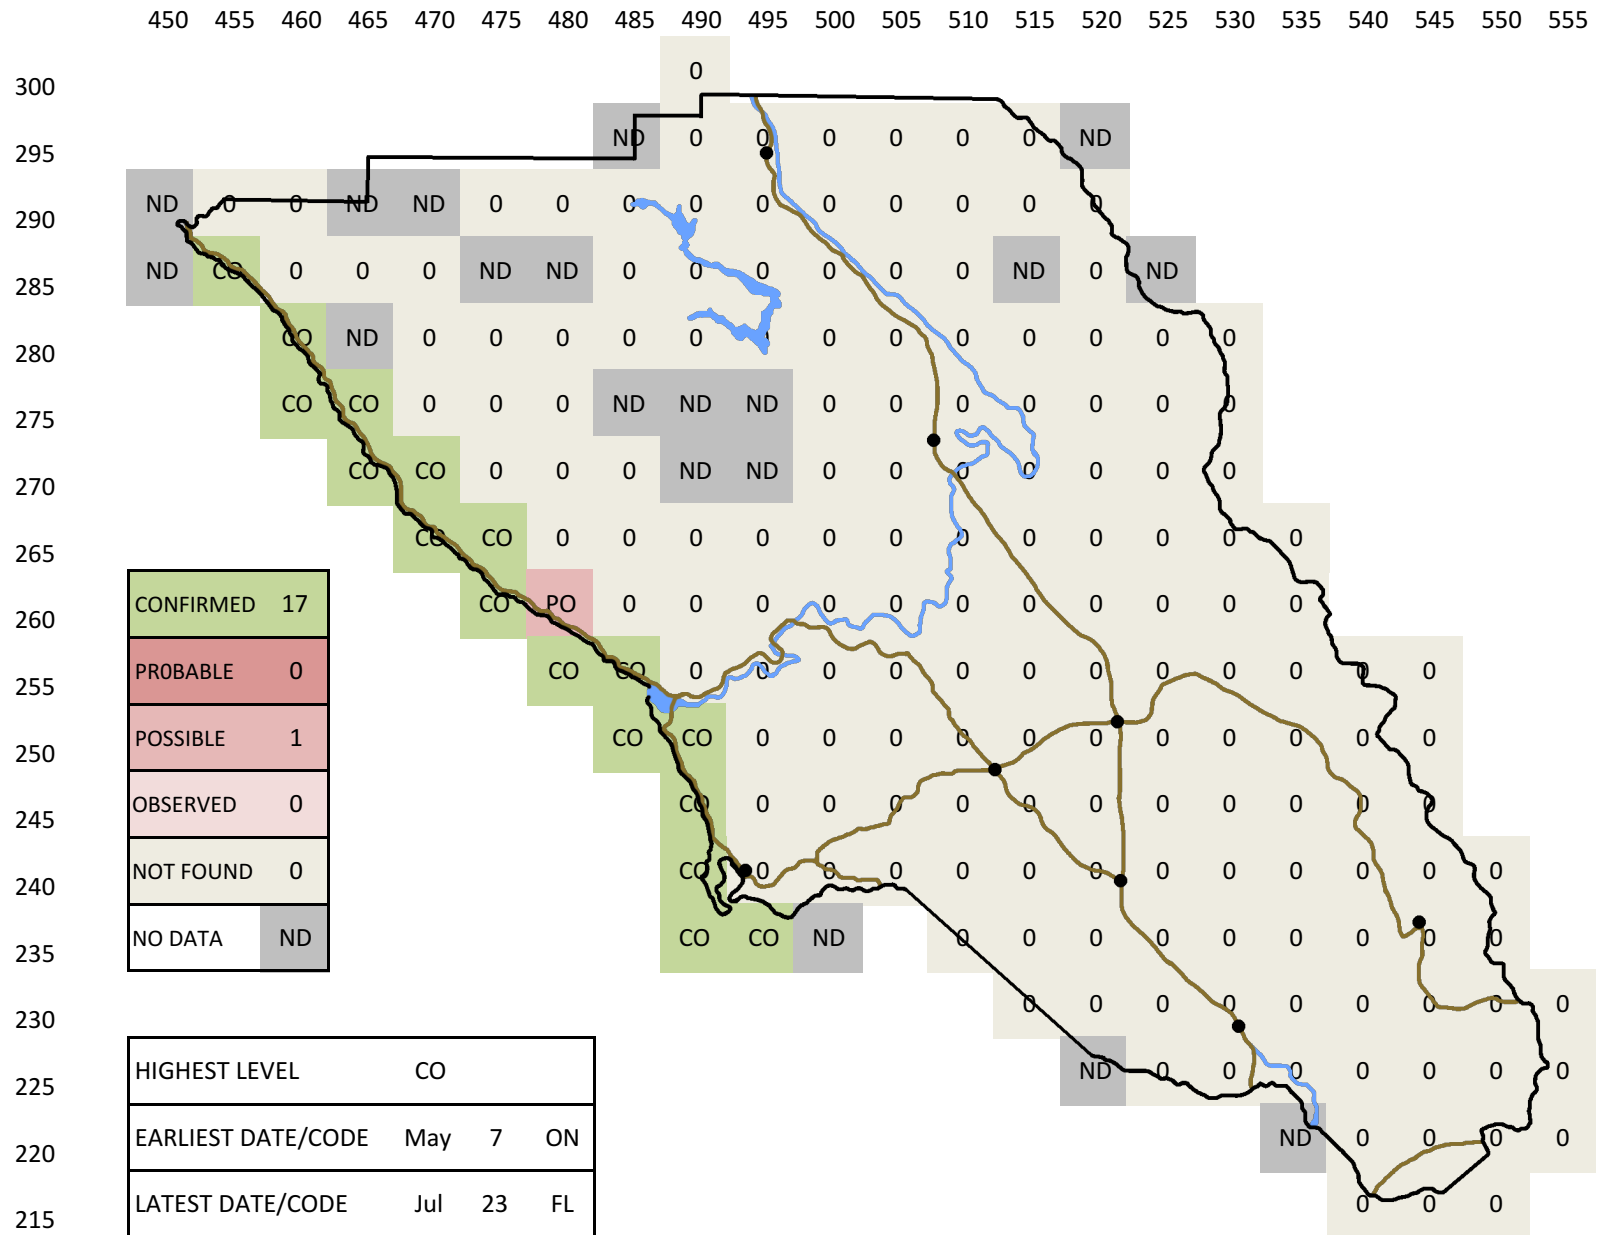 450 455 460 465 470 475 480 485 490 495 500 505 510 515 520 525 530 535 540 545 550 555
0
300
ND 0 0 0 0 0 0 ND
295
ND 0 0 ND ND 0 0 0 0 0 0 0 0 0 0
290
ND CO 0 0 0 ND ND 0 0 0 0 0 0 ND 0 ND
285
CO ND 0 0 0 0 0 0 0 0 0 0 0 0 0
280
CO CO 0 0 0 ND ND ND 0 0 0 0 0 0 0
275
CO CO 0 0 0 ND ND 0 0 0 0 0 0 0
270
CO CO 0 0 0 0 0 0 0 0 0 0 0 0
265
CONFIRMED 17 CO PO 0 0 0 0 0 0 0 0 0 0 0
260
PR0BABLE 0 CO CO 0 0 0 0 0 0 0 0 0 0 0 0
255
POSSIBLE 1 CO CO 0 0 0 0 0 0 0 0 0 0 0
250
OBSERVED 0 CO 0 0 0 0 0 0 0 0 0 0 0
245
NOT FOUND 0 CO 0 0 0 0 0 0 0 0 0 0 0 0
240
NO DATA ND CO CO ND 0 0 0 0 0 0 0 0 0
235
0 0 0 0 0 0 0 0 0
230
HIGHEST LEVEL CO ND 0 0 0 0 0 0 0
225
EARLIEST DATE/CODE May 7 ON ND 0 0 0 0
220
LATEST DATE/CODE Jul 23 FL 0 0 0
215